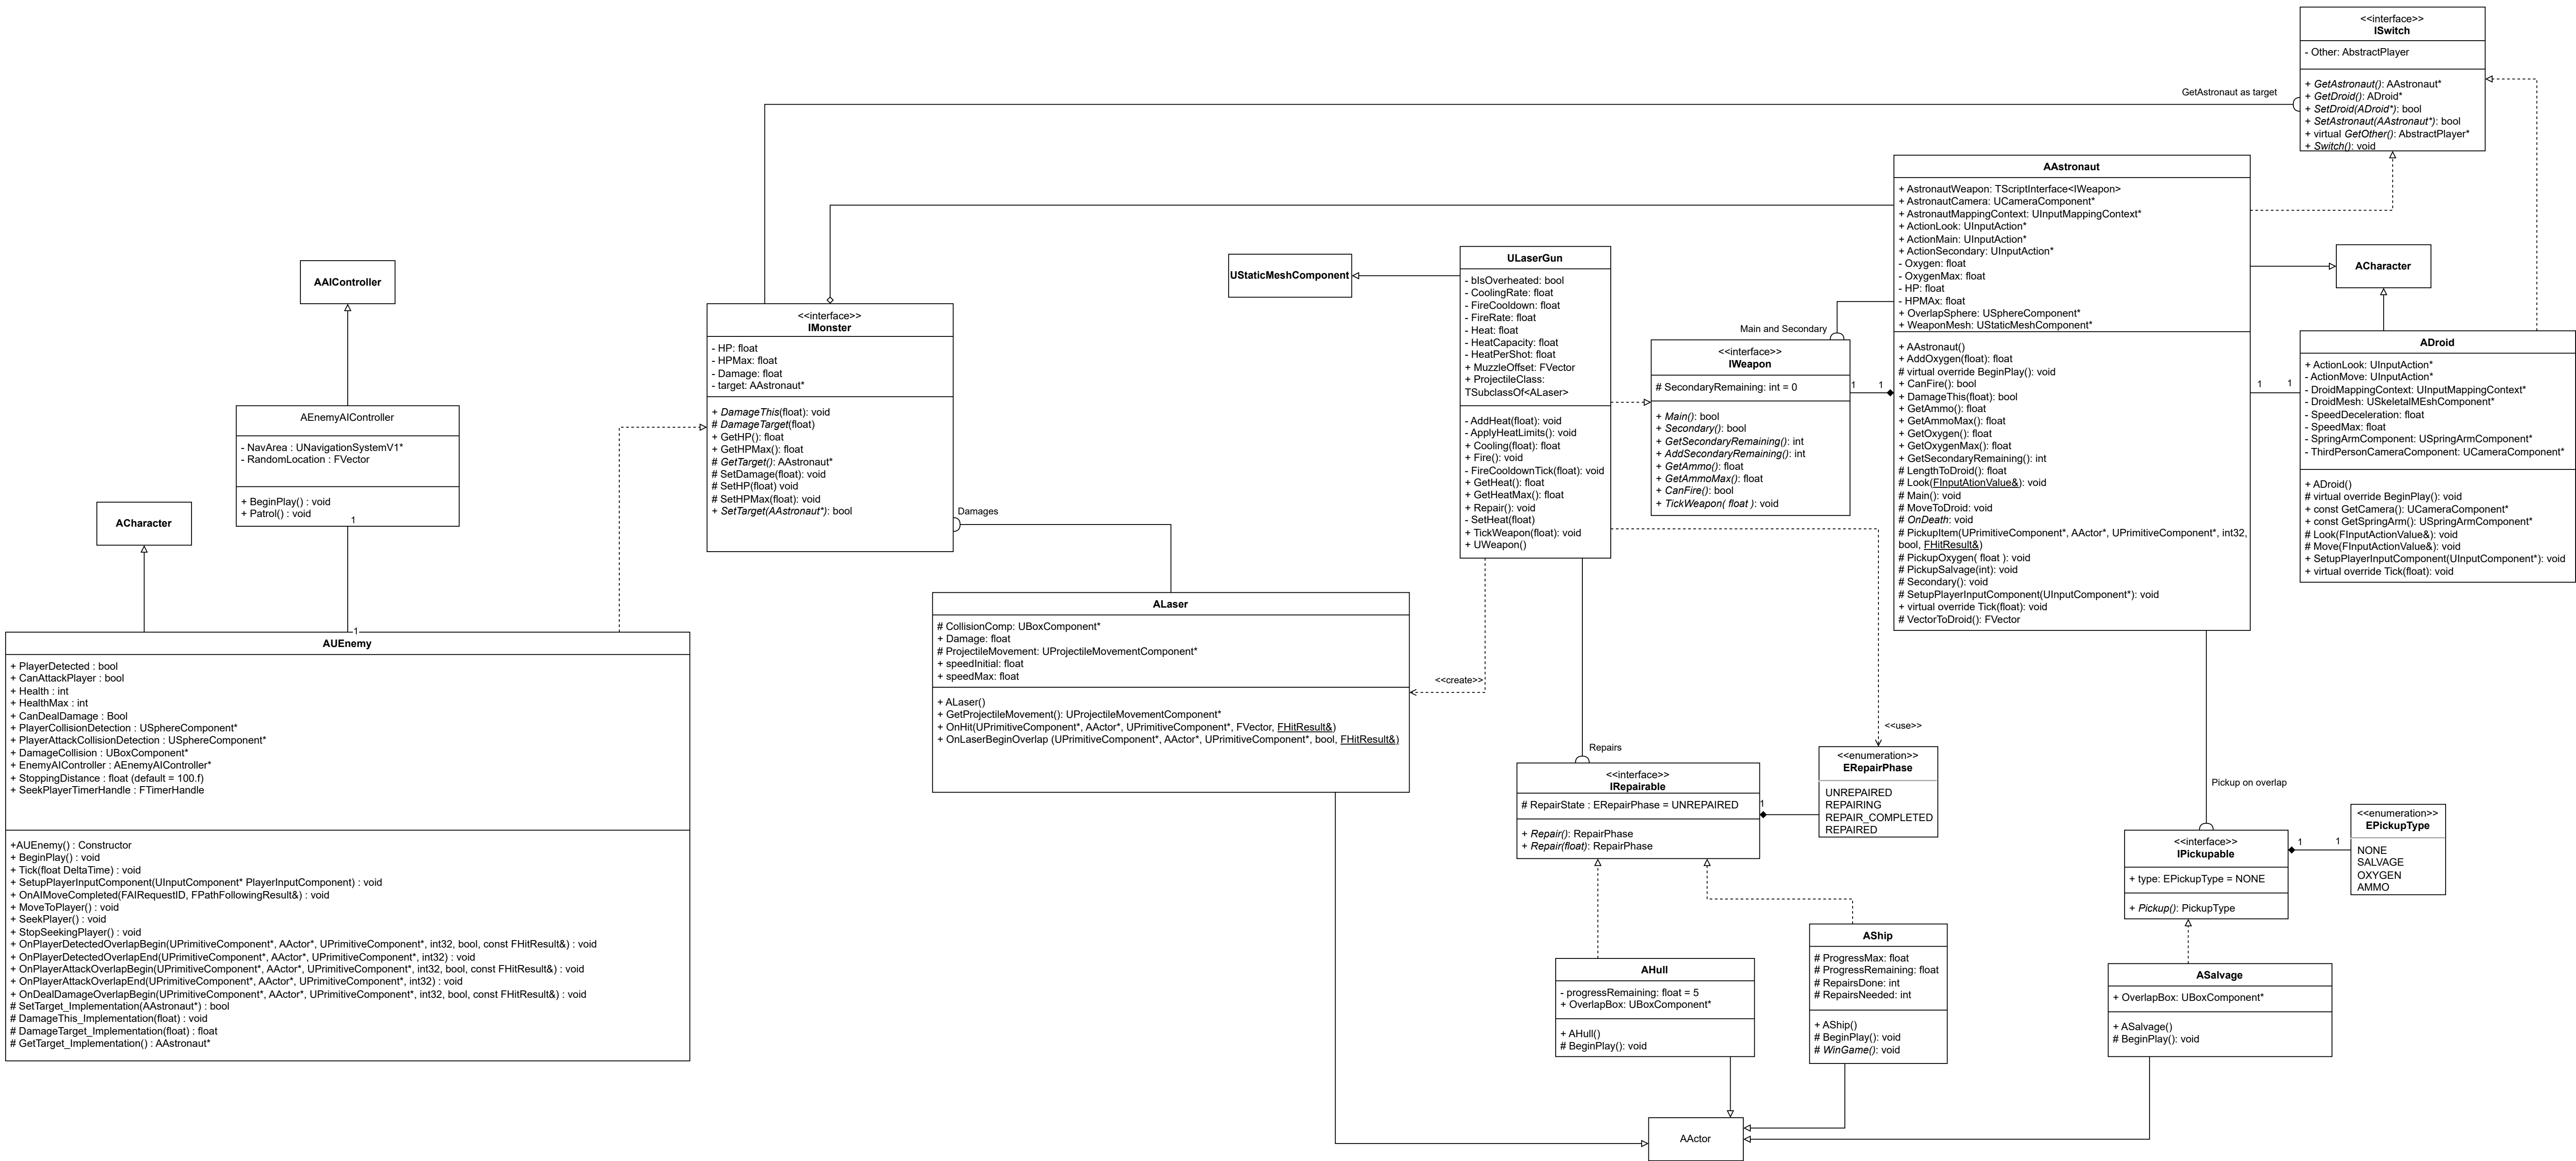 <<interface>>
ISwitch
- Other: AbstractPlayer
+ GetAstronaut(): AAstronaut*
+ GetDroid(): ADroid*
+ SetDroid(ADroid*): bool
+ SetAstronaut(AAstronaut*): bool
+ virtual GetOther(): AbstractPlayer*
+ Switch(): void
GetAstronaut as target
AAstronaut
+ AstronautWeapon: TScriptInterface<IWeapon>
+ AstronautCamera: UCameraComponent*
+ AstronautMappingContext: UInputMappingContext*
+ ActionLook: UInputAction*
+ ActionMain: UInputAction*
+ ActionSecondary: UInputAction*
- Oxygen: float
- OxygenMax: float
- HP: float
- HPMAx: float
+ OverlapSphere: USphereComponent*
+ WeaponMesh: UStaticMeshComponent*
+ AAstronaut()
+ AddOxygen(float): float
# virtual override BeginPlay(): void
+ CanFire(): bool
+ DamageThis(float): bool
+ GetAmmo(): float
+ GetAmmoMax(): float
+ GetOxygen(): float
+ GetOxygenMax(): float
+ GetSecondaryRemaining(): int
# LengthToDroid(): float
# Look(FInputAtionValue&): void
# Main(): void
# MoveToDroid: void
# OnDeath: void
# PickupItem(UPrimitiveComponent*, AActor*, UPrimitiveComponent*, int32,
bool, FHitResult&)
# PickupOxygen( float ): void
# PickupSalvage(int): void
# Secondary(): void
# SetupPlayerInputComponent(UInputComponent*): void
+ virtual override Tick(float): void
# VectorToDroid(): FVector
ACharacter
ADroid
+ ActionLook: UInputAction*
- ActionMove: UInputAction*
- DroidMappingContext: UInputMappingContext*
- DroidMesh: USkeletalMEshComponent*
- SpeedDeceleration: float
- SpeedMax: float
- SpringArmComponent: USpringArmComponent*
- ThirdPersonCameraComponent: UCameraComponent*
+ ADroid()
# virtual override BeginPlay(): void
+ const GetCamera(): UCameraComponent*
+ const GetSpringArm(): USpringArmComponent*
# Look(FInputActionValue&): void
# Move(FInputActionValue&): void
+ SetupPlayerInputComponent(UInputComponent*): void
+ virtual override Tick(float): void
1
1
AAIController
UStaticMeshComponent
ULaserGun
- bIsOverheated: bool
- CoolingRate: float
- FireCooldown: float
- FireRate: float
- Heat: float
- HeatCapacity: float
- HeatPerShot: float
+ MuzzleOffset: FVector
+ ProjectileClass:
TSubclassOf<ALaser>
- AddHeat(float): void
- ApplyHeatLimits(): void
+ Cooling(float): float
+ Fire(): void
- FireCooldownTick(float): void
+ GetHeat(): float
+ GetHeatMax(): float
+ Repair(): void
- SetHeat(float)
+ TickWeapon(float): void
+ UWeapon()
Main and Secondary
<<interface>>
IWeapon
# SecondaryRemaining: int = 0
+ Main(): bool
+ Secondary(): bool
+ GetSecondaryRemaining(): int
+ AddSecondaryRemaining(): int
+ GetAmmo(): float
+ GetAmmoMax(): float
+ CanFire(): bool
+ TickWeapon( float ): void
1
1
<<interface>>
IMonster
- HP: float
- HPMax: float
- Damage: float
- target: AAstronaut*
+ DamageThis(float): void
# DamageTarget(float)
+ GetHP(): float
+ GetHPMax(): float
# GetTarget(): AAstronaut*
# SetDamage(float): void
# SetHP(float) void
# SetHPMax(float): void
+ SetTarget(AAstronaut*): bool
Damages
AEnemyAIController
- NavArea : UNavigationSystemV1*
- RandomLocation : FVector
+ BeginPlay() : void
+ Patrol() : void
1
1
ACharacter
AUEnemy
+ PlayerDetected : bool
+ CanAttackPlayer : bool
+ Health : int
+ HealthMax : int
+ CanDealDamage : Bool
+ PlayerCollisionDetection : USphereComponent*
+ PlayerAttackCollisionDetection : USphereComponent*
+ DamageCollision : UBoxComponent*
+ EnemyAIController : AEnemyAIController*
+ StoppingDistance : float (default = 100.f)
+ SeekPlayerTimerHandle : FTimerHandle
+AUEnemy() : Constructor
+ BeginPlay() : void
+ Tick(float DeltaTime) : void
+ SetupPlayerInputComponent(UInputComponent* PlayerInputComponent) : void
+ OnAIMoveCompleted(FAIRequestID, FPathFollowingResult&) : void
+ MoveToPlayer() : void
+ SeekPlayer() : void
+ StopSeekingPlayer() : void
+ OnPlayerDetectedOverlapBegin(UPrimitiveComponent*, AActor*, UPrimitiveComponent*, int32, bool, const FHitResult&) : void
+ OnPlayerDetectedOverlapEnd(UPrimitiveComponent*, AActor*, UPrimitiveComponent*, int32) : void
+ OnPlayerAttackOverlapBegin(UPrimitiveComponent*, AActor*, UPrimitiveComponent*, int32, bool, const FHitResult&) : void
+ OnPlayerAttackOverlapEnd(UPrimitiveComponent*, AActor*, UPrimitiveComponent*, int32) : void
+ OnDealDamageOverlapBegin(UPrimitiveComponent*, AActor*, UPrimitiveComponent*, int32, bool, const FHitResult&) : void
# SetTarget_Implementation(AAstronaut*) : bool
# DamageThis_Implementation(float) : void
# DamageTarget_Implementation(float) : float
# GetTarget_Implementation() : AAstronaut*
ALaser
# CollisionComp: UBoxComponent*
+ Damage: float
# ProjectileMovement: UProjectileMovementComponent*
+ speedInitial: float
+ speedMax: float
+ ALaser()
+ GetProjectileMovement(): UProjectileMovementComponent*
+ OnHit(UPrimitiveComponent*, AActor*, UPrimitiveComponent*, FVector, FHitResult&)
+ OnLaserBeginOverlap (UPrimitiveComponent*, AActor*, UPrimitiveComponent*, bool, FHitResult&)
<<create>>
<<use>>
Repairs
<<interface>>
IRepairable
# RepairState : ERepairPhase = UNREPAIRED
+ Repair(): RepairPhase
+ Repair(float): RepairPhase
1
<<enumeration>>
ERepairPhase
UNREPAIRED
REPAIRING
REPAIR_COMPLETED
REPAIRED
Pickup on overlap
<<interface>>
IPickupable
+ type: EPickupType = NONE
+ Pickup(): PickupType
1
1
<<enumeration>>
EPickupType
NONE
SALVAGE
OXYGEN
AMMO
AHull
- progressRemaining: float = 5
+ OverlapBox: UBoxComponent*
+ AHull()
# BeginPlay(): void
AShip
# ProgressMax: float
# ProgressRemaining: float
# RepairsDone: int
# RepairsNeeded: int
+ AShip()
# BeginPlay(): void
# WinGame(): void
ASalvage
+ OverlapBox: UBoxComponent*
+ ASalvage()
# BeginPlay(): void
AActor